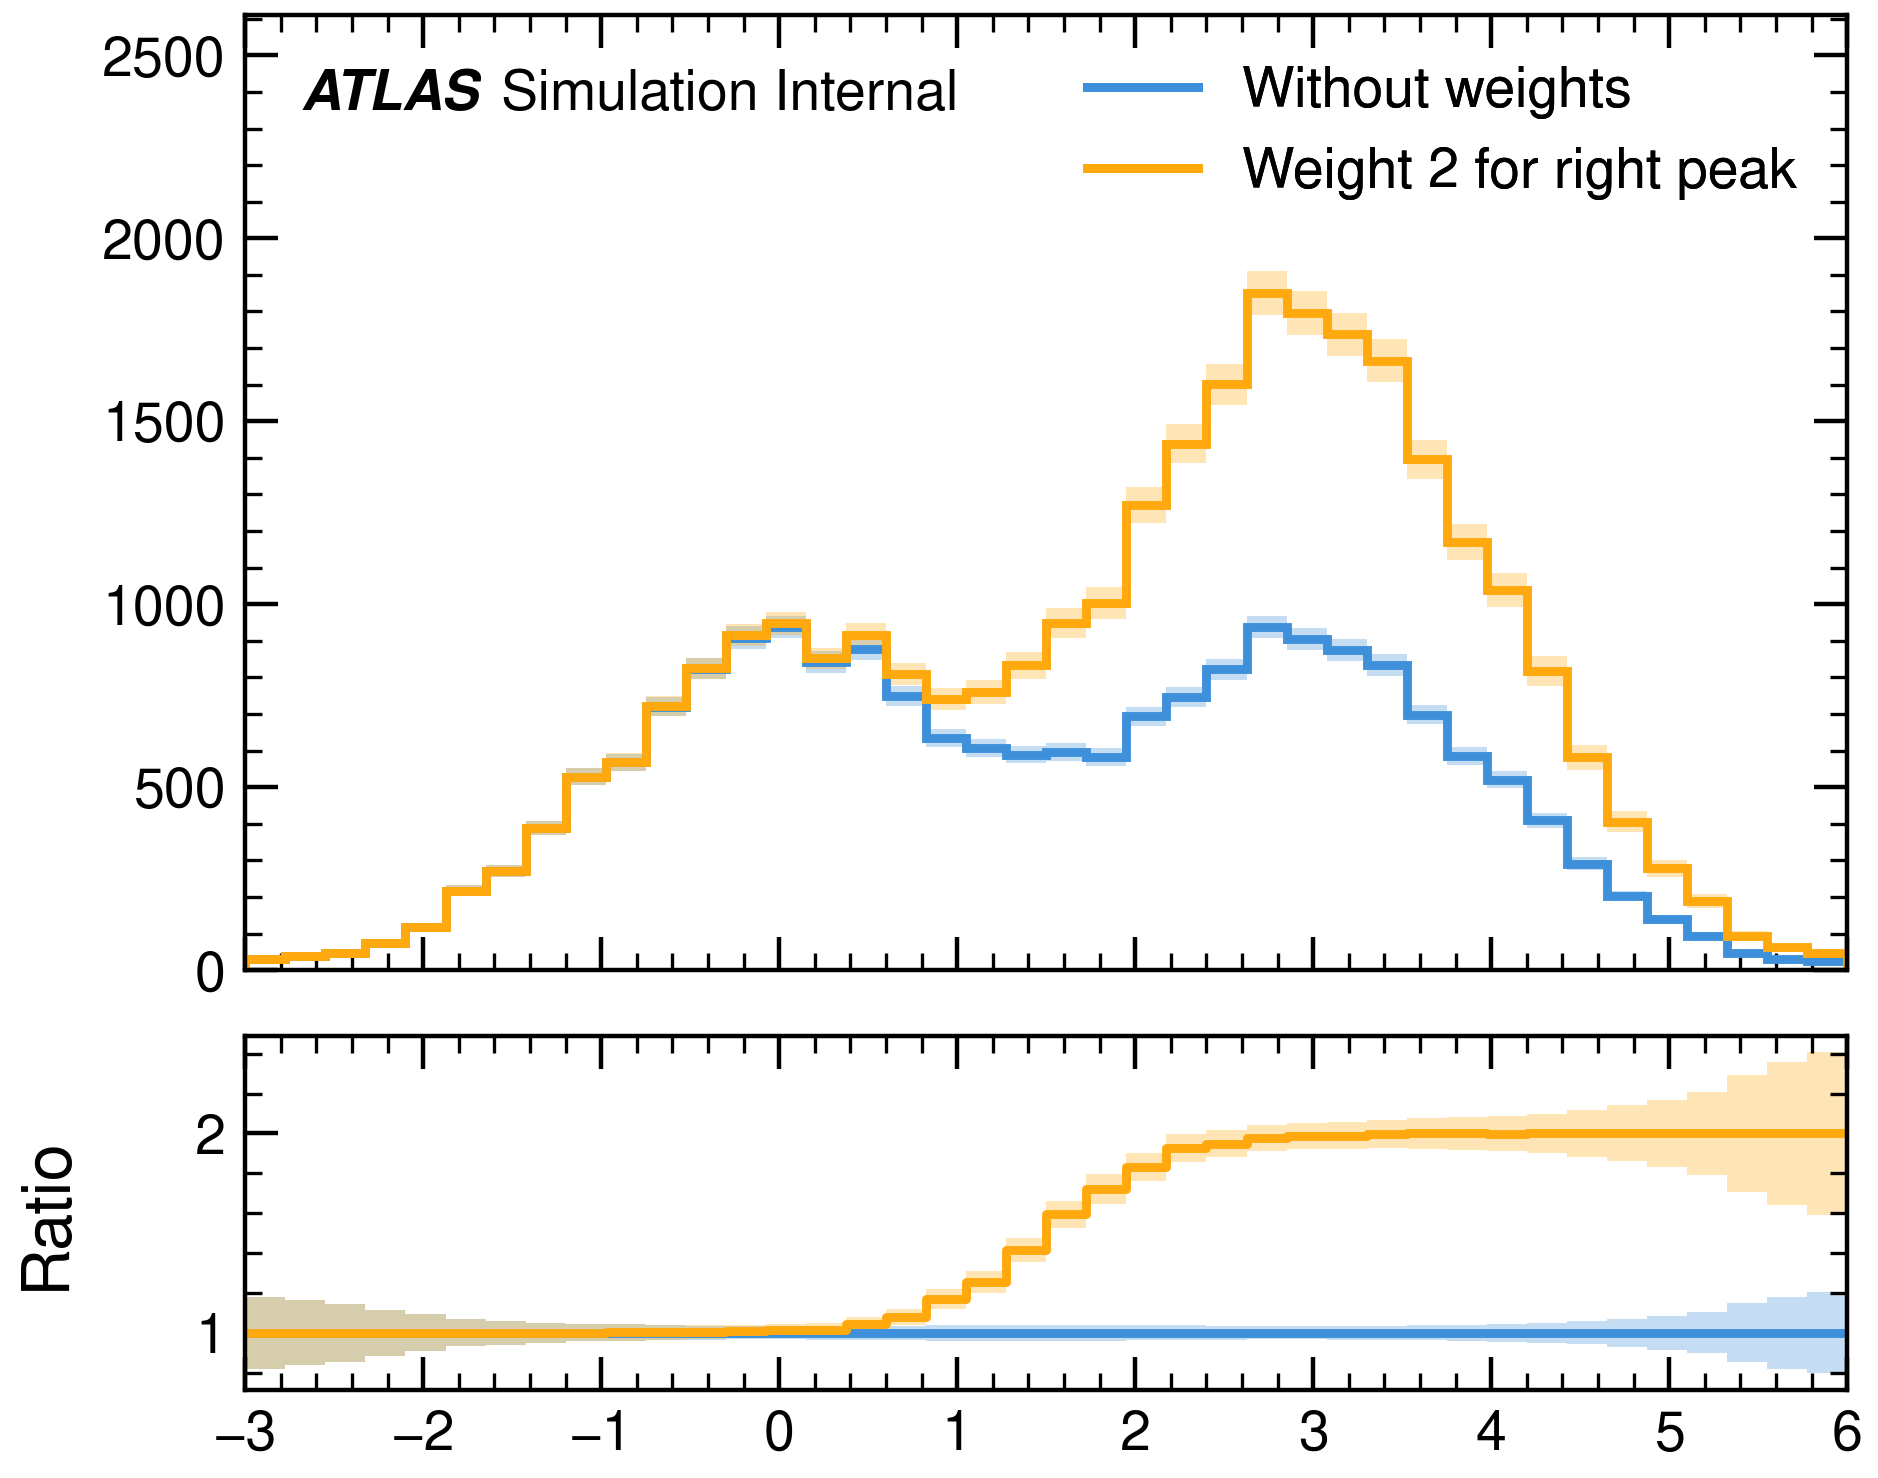 2500
ATLAS Simulation Internal
Without weights
Weight 2 for right peak
2000
1500
1000
500
0
Ratio
2
1
−3 −2 −1 0 1 2 3 4 5 6